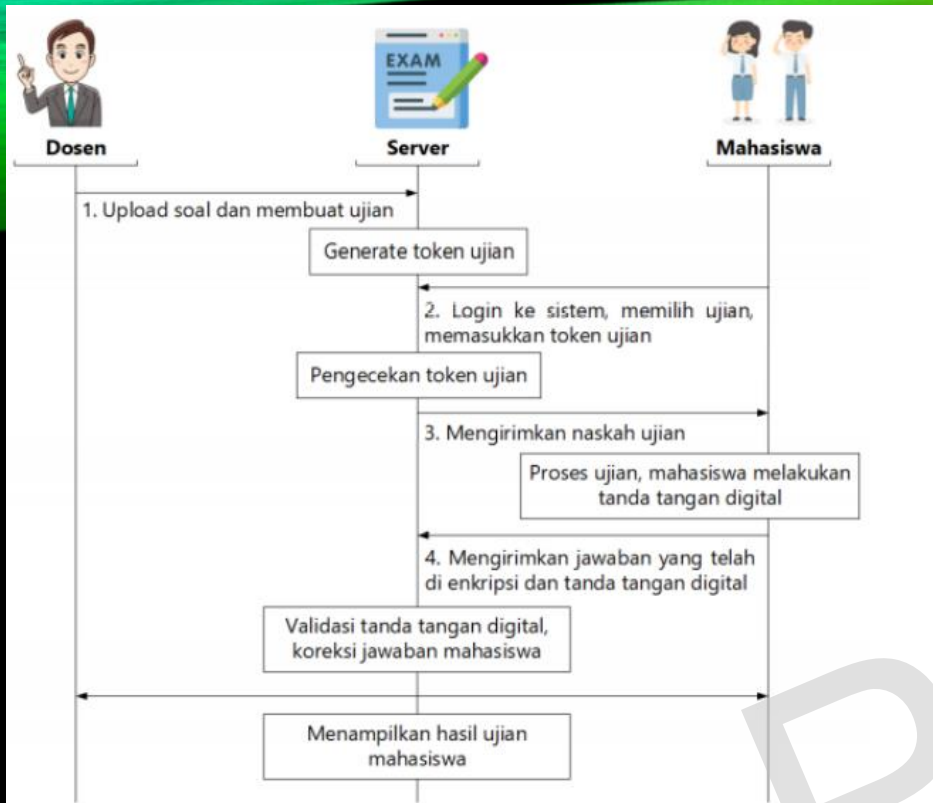 EXAM
Dosen
Server
Mahasiswa
1. Upload soal dan membuat ujian
Generate token ujian
2. Login ke sistem, memilih ujian,
memasukkan token ujian
Pengecekan token ujian
3. Mengirimkan naskah ujian
Proses ujian, mahasiswa melakukan
tanda tangan digital
4. Mengirimkan jawaban yang telah
di enkripsi dan tanda tangan digital
Validasi tanda tangan digital,
koreksi jawaban mahasiswa
Menampilkan hasil ujian
mahasiswa